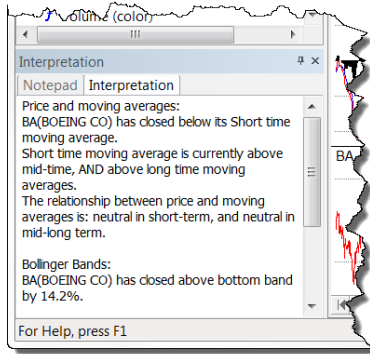 Volume (color)
Interpretation
Notepad Interpretation
Price and moving averages:
BA(BOEING CO) has closed below its Short time
moving average.
Short time moving average is currently above
mid-time, AND above long time moving
averages.
The relationship between price and moving
averages is: neutral in short-term, and neutral in
mid-long term.
Bollinger Bands:
BA(BOEING CO) has closed above bottom band
by 14.2%.
BA
For Help, press F1